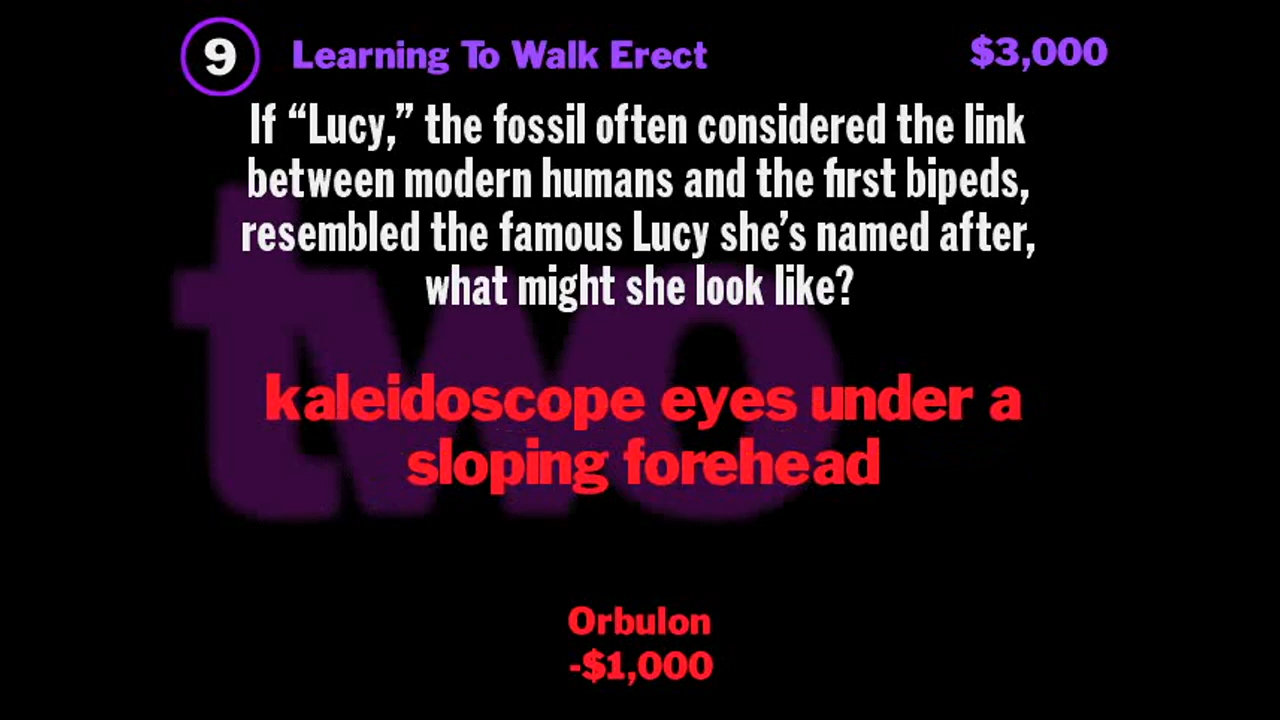 9 Learning To Walk Erect $3,000
If “Lucy,” the fossil often considered the link
between modern humans and the first bipeds,
resembled the famous Lucy she’s named after,
what might she look like?
two
kaleidoscope eyes under a
sloping forehead
Orbulon
-$1,000